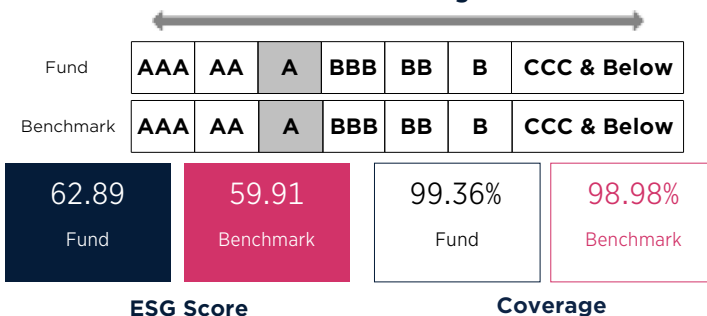 Fund AAA AA A BBB BB B CCC & Below
Benchmark AAA AA A BBB BB B CCC & Below
62.89 59.91 99.36% 98.98%
Fund Benchmark Fund Benchmark
ESG Score Coverage